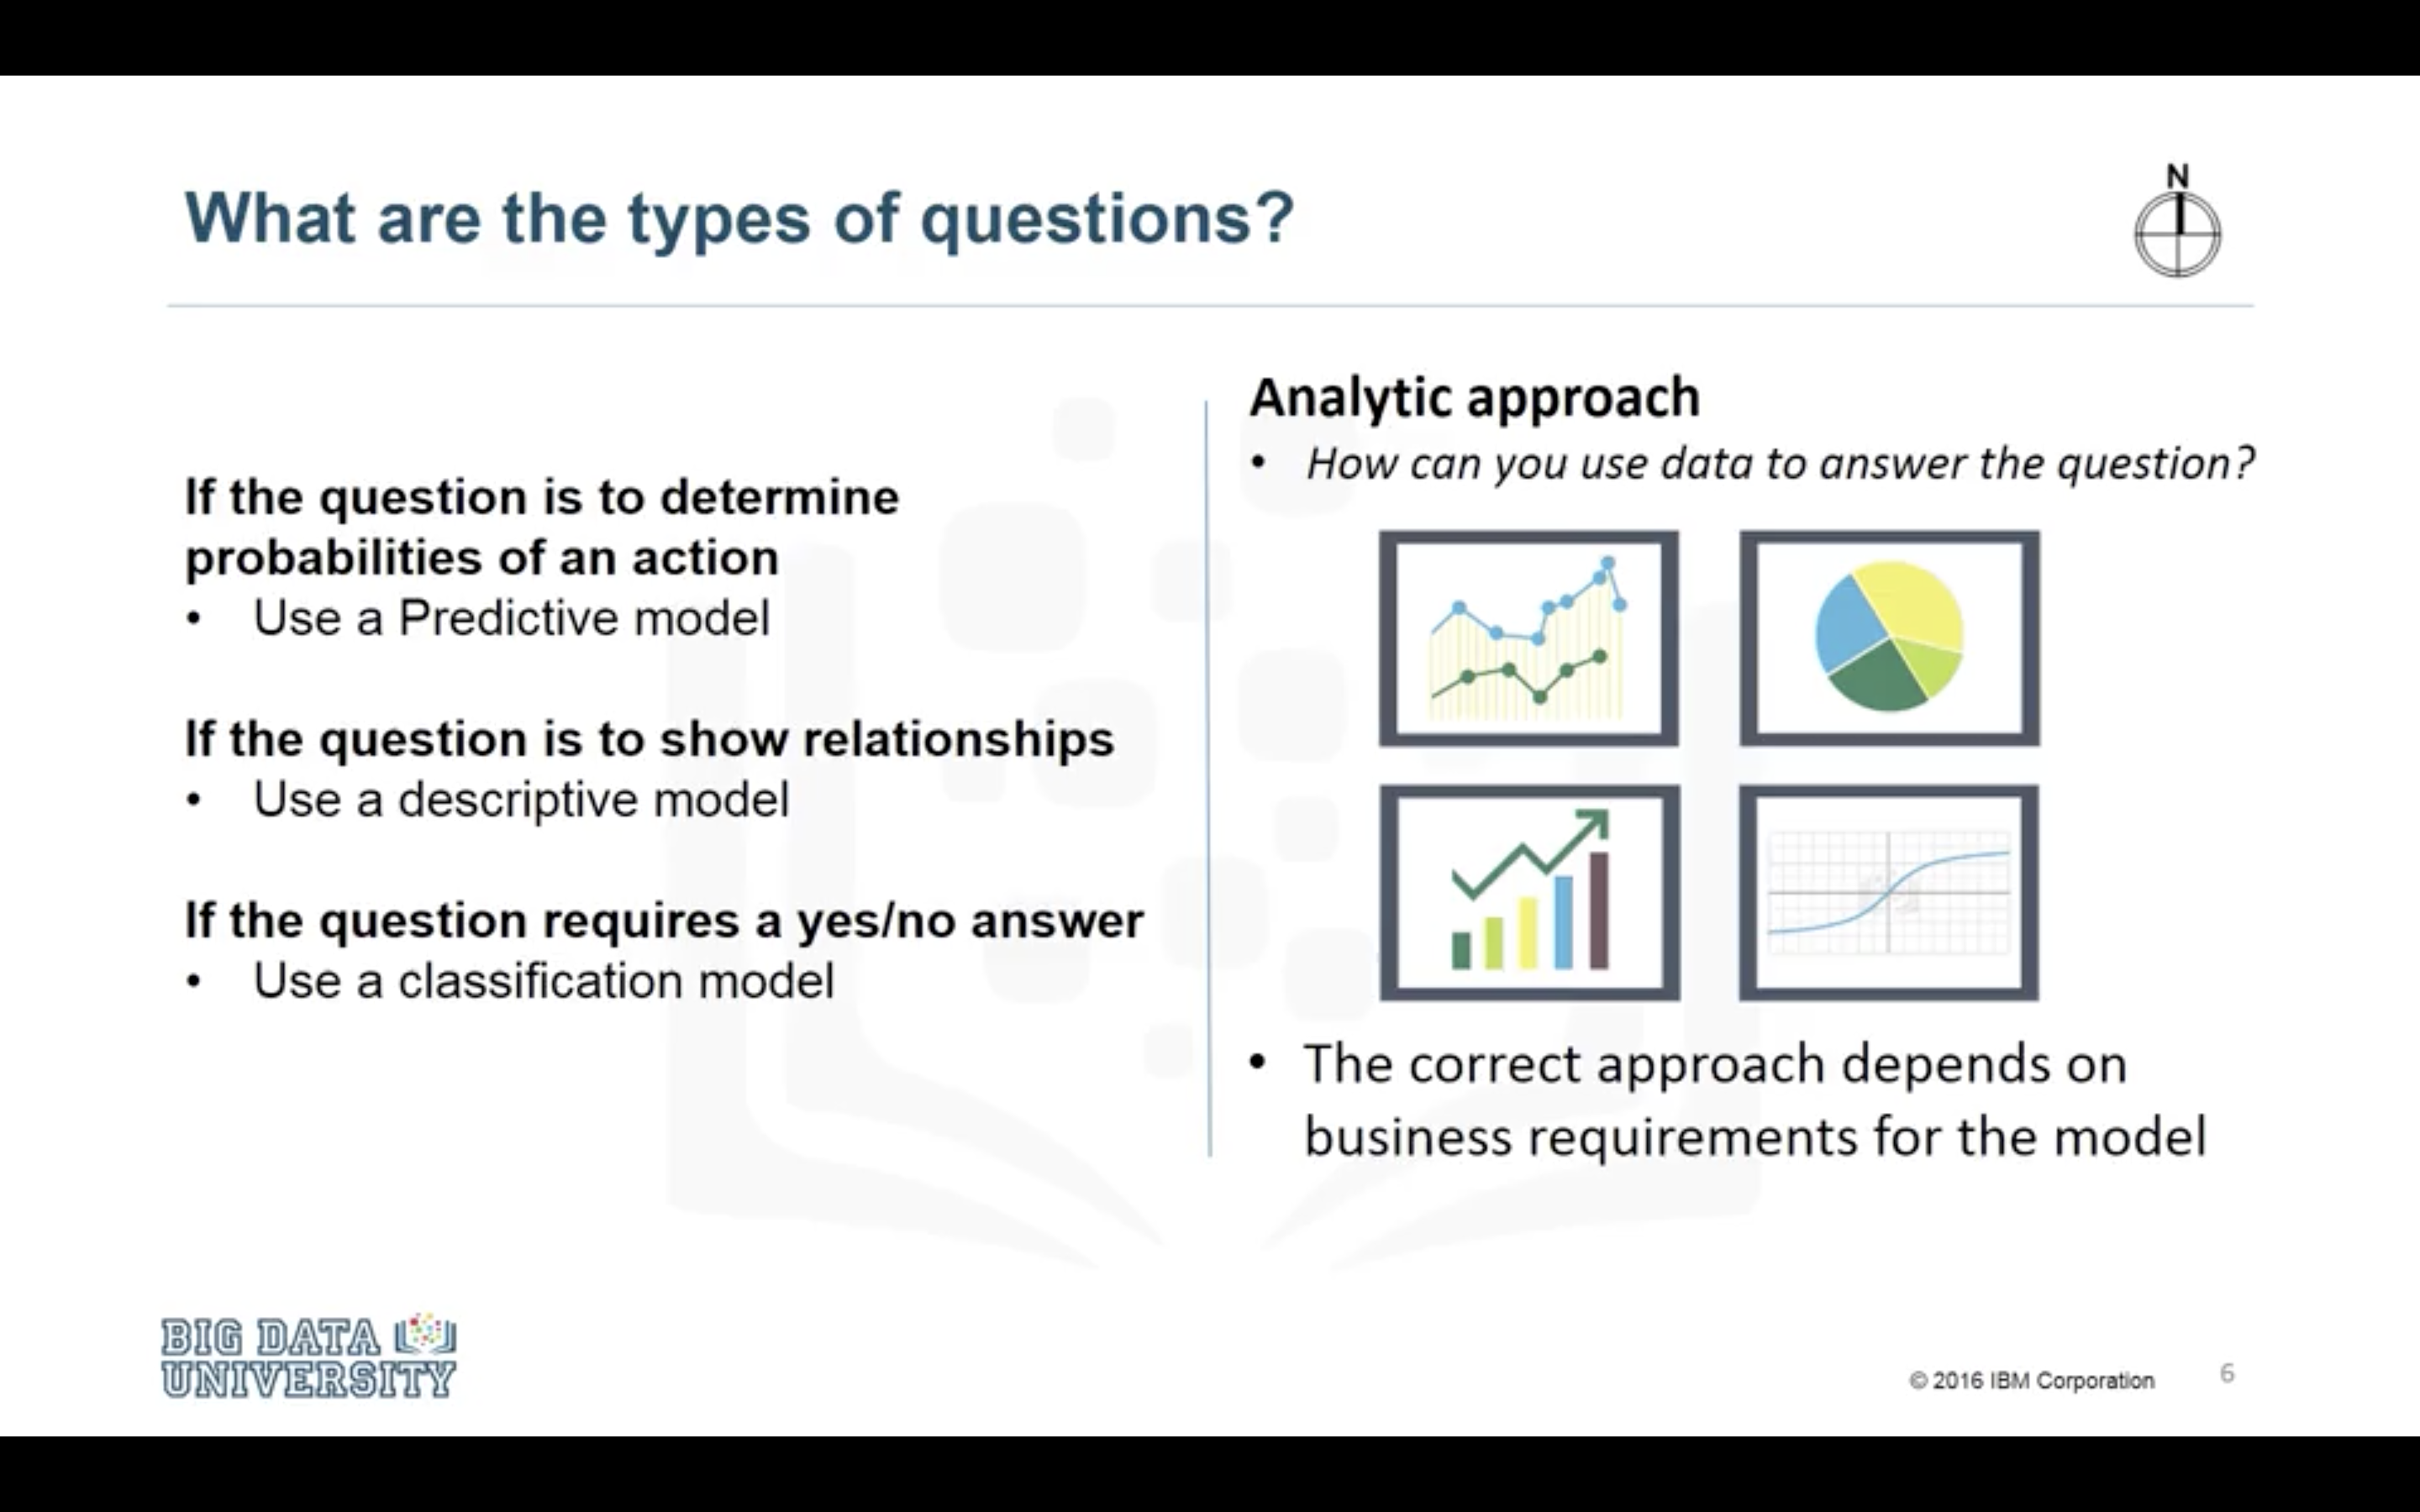 What are the types of questions?
N
If the question is to determine
probabilities of an action
• Use a Predictive model
If the question is to show relationships
• Use a descriptive model
If the question requires a yes/no answer
• Use a classification model
Analytic approach
• How can you use data to answer the question?
• The correct approach depends on
business requirements for the model
BIG DATA
UNIVERSITY
© 2016 IBM Corporation
6